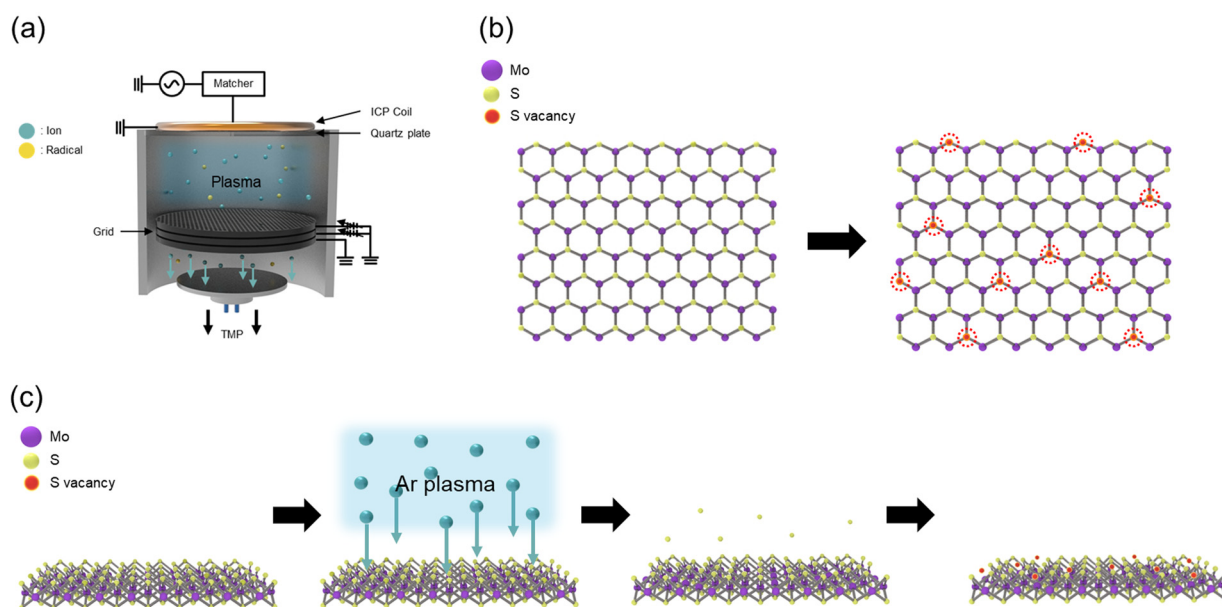 (a)
Matcher
ICP Coil
Quartz plate
: Ion
: Radical
Plasma
Grid
TMP
(b)
Mo
S
S vacancy
(c)
Mo
S
S vacancy
Ar plasma